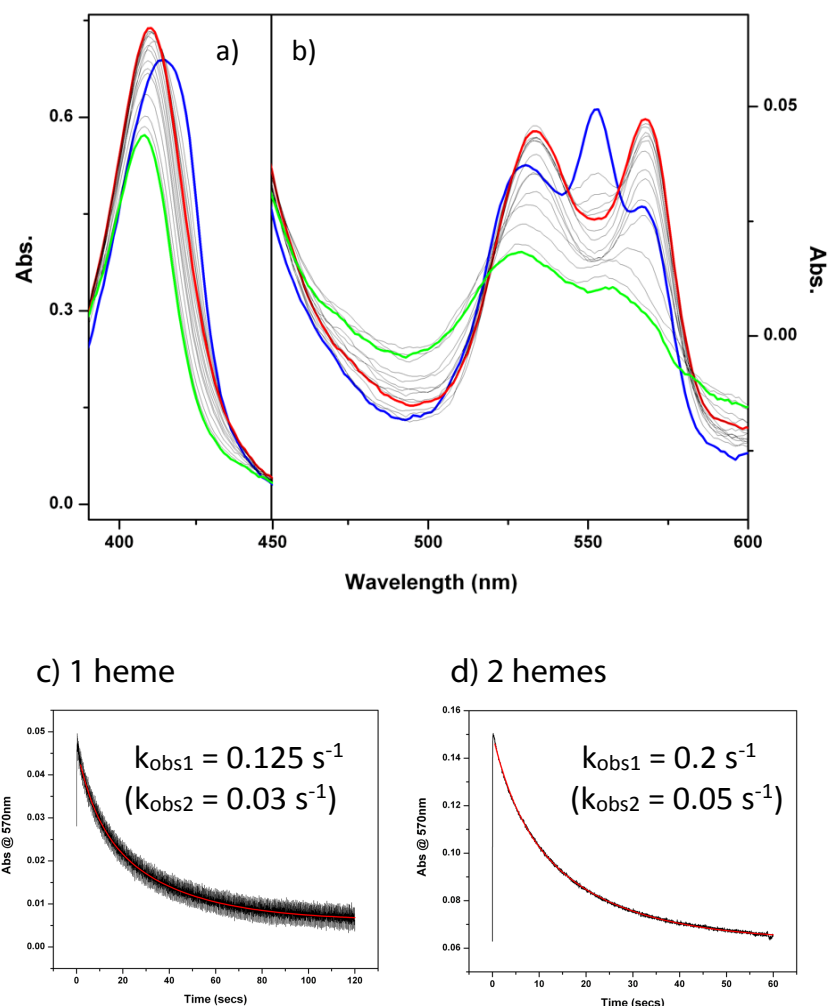 a)
b)
0.6
0.3
0.0
Abs.
0.05
0.00
Abs.
400
450
500
550
600
Wavelength (nm)
c) 1 heme
d) 2 hemes
kobs1 = 0.125 s-1
(kobs2 = 0.03 s-1)
0.05
0.04
0.03
0.02
0.01
0.00
Abs @ 570nm
0
20
40
60
80
100
120
Time (secs)
kobs1 = 0.2 s-1
(kobs2 = 0.05 s-1)
0.16
0.14
0.12
0.10
0.08
0.06
Abs @ 570nm
0
10
20
30
40
50
60
Time (secs)